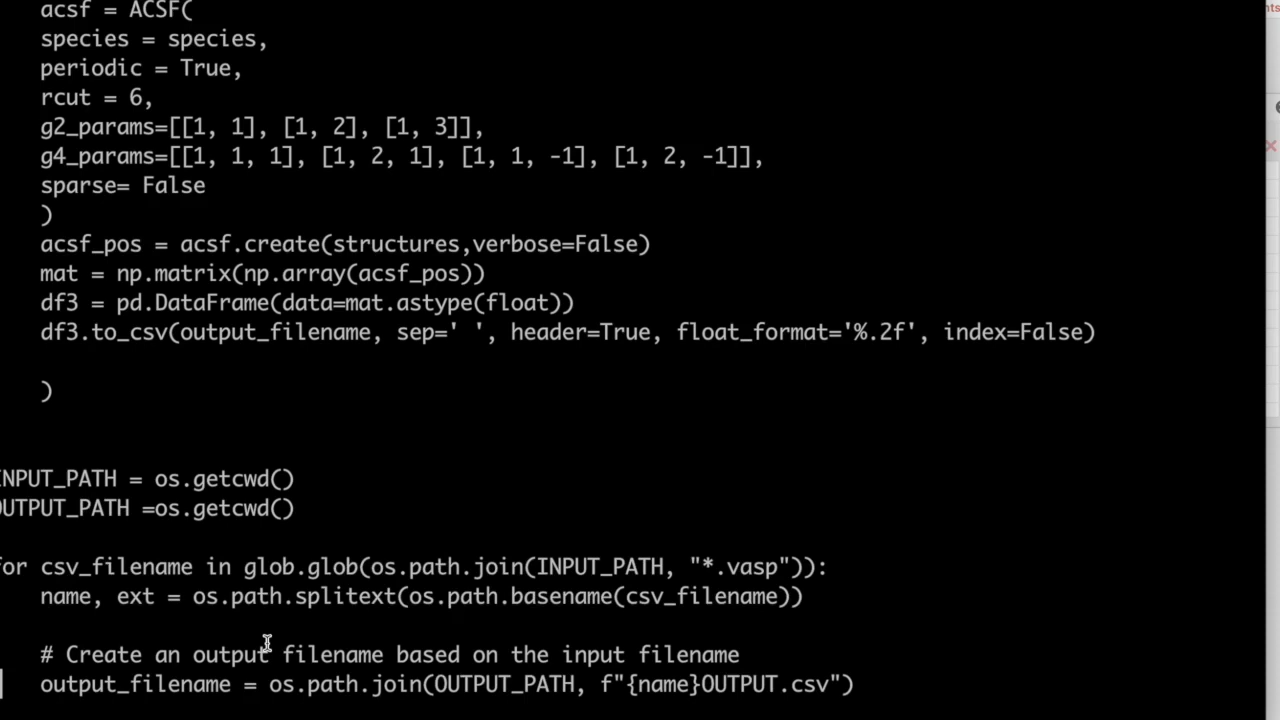 acsf = ACSF(
species = species,
periodic = True,
rcut = 6,
g2_params=[[1, 1], [1, 2], [1, 3]],
g4_params=[[1, 1, 1], [1, 2, 1], [1, 1, -1], [1, 2, -1]],
sparse= False
)
acsf_pos = acsf.create(structures,verbose=False)
mat = np.matrix(np.array(acsf_pos))
df3 = pd.DataFrame(data=mat.astype(float))
df3.to_csv(output_filename, sep=' ', header=True, float_format='%.2f', index=False)
)
INPUT_PATH = os.getcwd()
OUTPUT_PATH =os.getcwd()
for csv_filename in glob.glob(os.path.join(INPUT_PATH, "*.vasp")):
name, ext = os.path.splitext(os.path.basename(csv_filename))
# Create an output filename based on the input filename
output_filename = os.path.join(OUTPUT_PATH, f"{name}OUTPUT.csv")